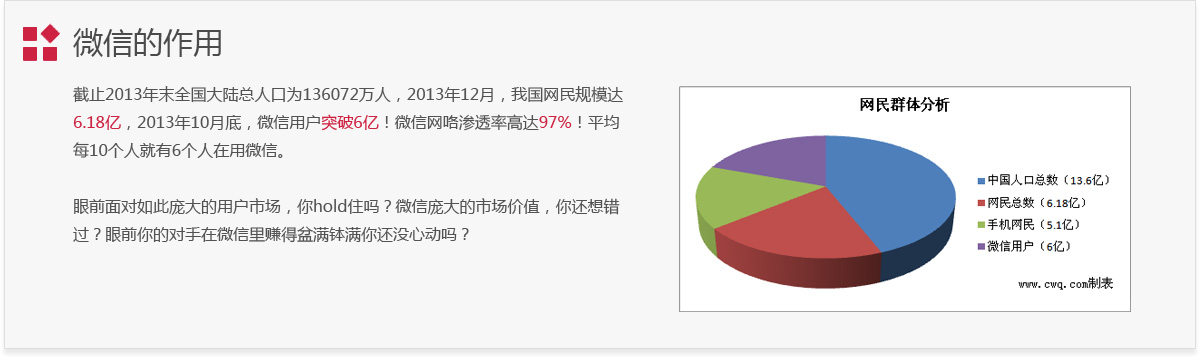 微信的作用
截止2013年末全国大陆总人口为136072万人，2013年12月，我国网民规模达
6.18亿，2013年10月底，微信用户突破6亿！微信网咯渗透率高达97%！平均
每10个人就有6个人在用微信。
眼前面对如此庞大的用户市场，你hold住吗？微信庞大的市场价值，你还想错
过？眼前你的对手在微信里赚得盆满钵满你还没心动吗？
网民群体分析
中国人口总数（13.6亿）
网民总数（6.18亿）
手机网民（5.1亿）
微信用户（6亿）
www.cwq.com制表